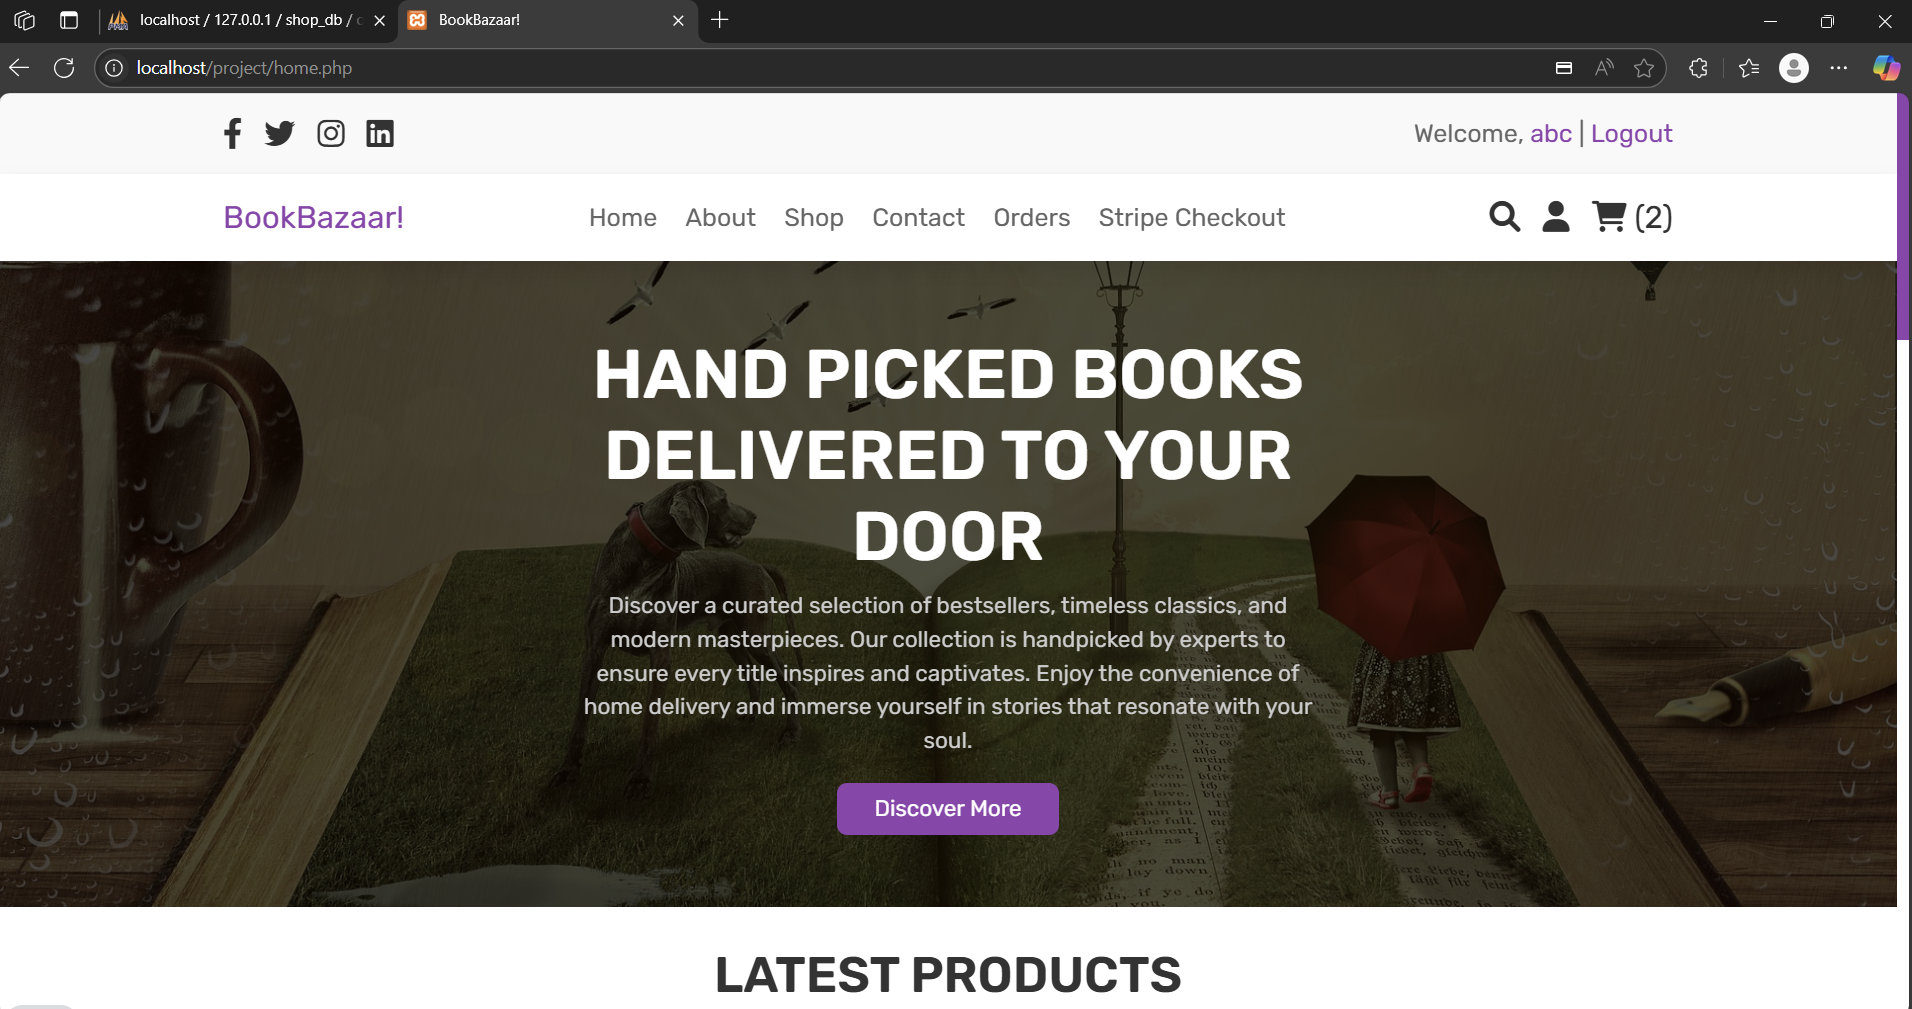 localhost / 127.0.0.1 / shop_db /
BookBazaar!
localhost/project/home.php
Welcome, abc | Logout
BookBazaar!
Home About Shop Contact Orders Stripe Checkout
(2)
HAND PICKED BOOKS
DELIVERED TO YOUR
DOOR
Discover a curated selection of bestsellers, timeless classics, and
modern masterpieces. Our collection is handpicked by experts to
ensure every title inspires and captivates. Enjoy the convenience of
home delivery and immerse yourself in stories that resonate with your
soul.
Discover More
LATEST PRODUCTS